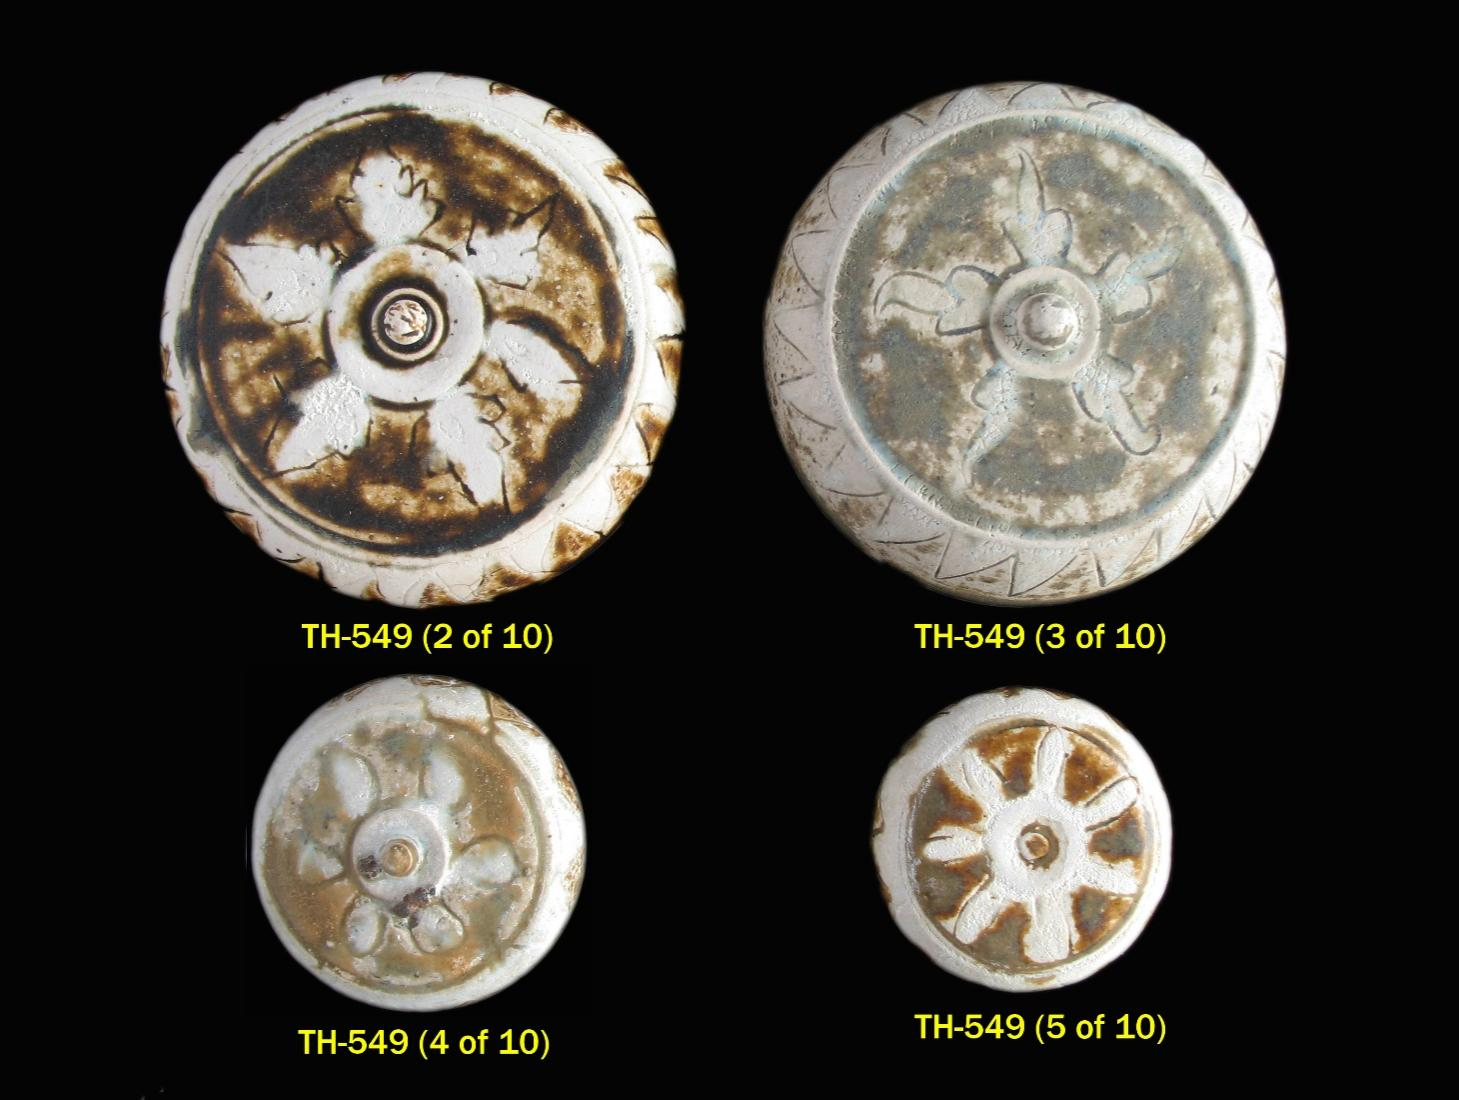 TH-549 (2 of 10)
TH-549 (3 of 10)
TH-549 (4 of 10)
TH-549 (5 of 10)